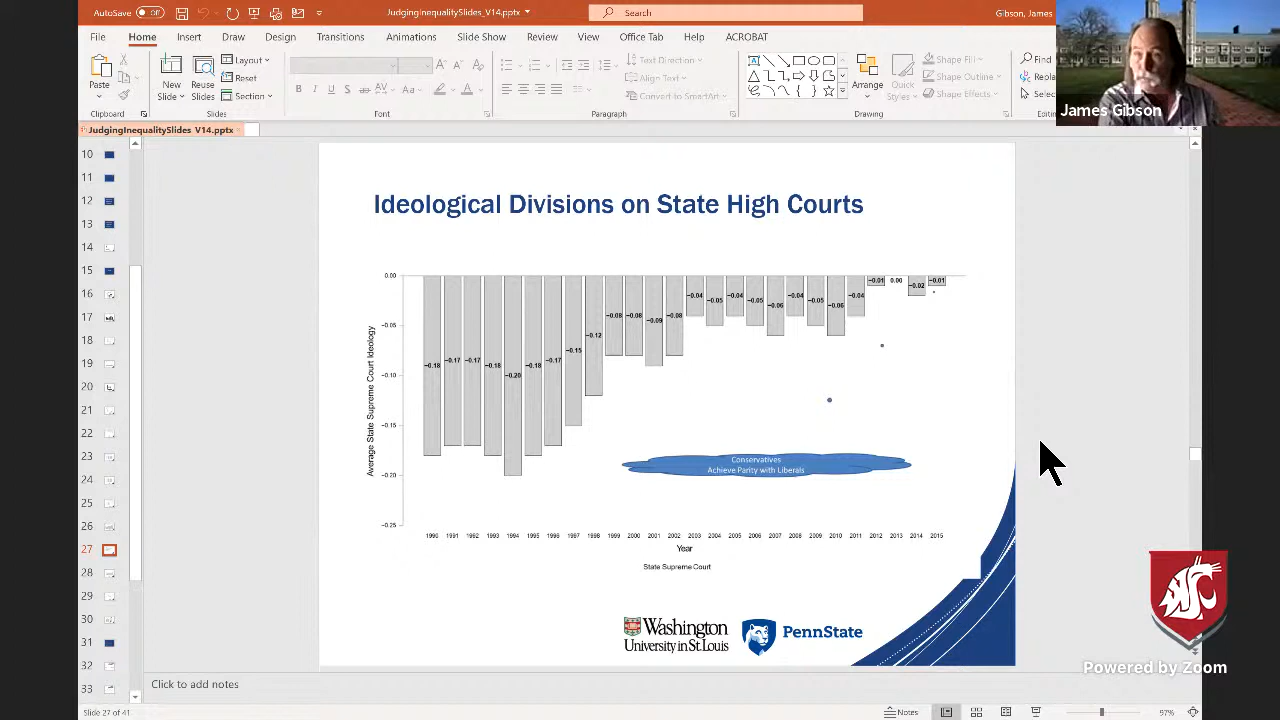 AutoSave Off
JudgingInequalitySlides_V14.pptx
Search
Gibson, James
File Home Insert Draw Design Transitions Animations Slide Show Review View Office Tab Help ACROBAT
Paste
New
Slides
Reuse
Slides
Layout
Reset
Section
Text Direction
Align Text
Convert to SmartArt
Arrange
Quick
Styles
Shape Fill
Shape Outline
Shape Effects
Find
Repla
Selec
Clipboard Slides Font Paragraph Drawing Editin
James Gibson
JudgingInequalitySlides_V14.pptx
10
11
12
13
14
15
16
17
18
19
20
21
22
23
24
25
26
27
28
29
30
31
32
33
Ideological Divisions on State High Courts
Average State Supreme Court Ideology
0.00
−0.05
−0.10
−0.15
−0.20
−0.25
−0.18 −0.17 −0.17 −0.18 −0.20 −0.18 −0.17 −0.15 −0.12 −0.08 −0.08 −0.09 −0.08 −0.04 −0.05 −0.04 −0.05 −0.06 −0.04 −0.05 −0.06 −0.04 −0.01 0.00 −0.02 −0.01
Conservatives
Achieve Parity with Liberals
1990 1991 1992 1993 1994 1995 1996 1997 1998 1999 2000 2001 2002 2003 2004 2005 2006 2007 2008 2009 2010 2011 2012 2013 2014 2015
Year
State Supreme Court
Washington
University in St. Louis
PennState
Powered by Zoom
Click to add notes
Slide 27 of 41
Notes
97%